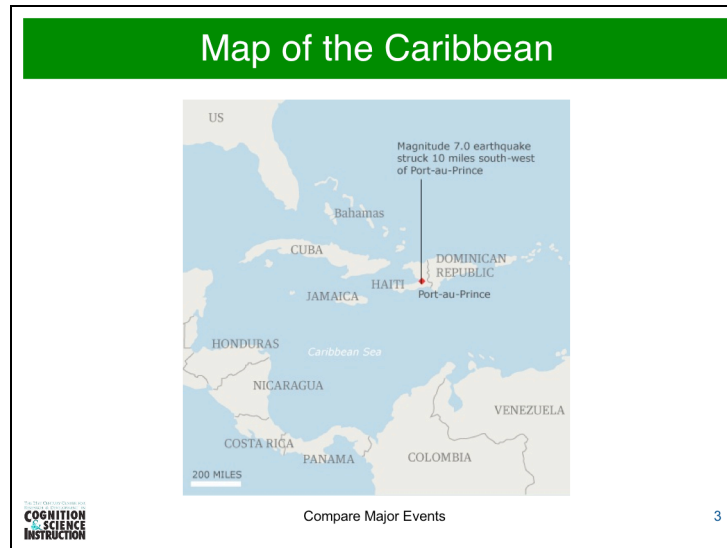 Map of the Caribbean
US
Magnitude 7.0 earthquake
struck 10 miles south-west
of Port-au-Prince
Bahamas
CUBA
DOMINICAN
REPUBLIC
HAITI
JAMAICA
Port-au-Prince
HONDURAS
Caribbean Sea
NICARAGUA
VENEZUELA
COSTA RICA
PANAMA
COLOMBIA
200 MILES
COGNITION
& SCIENCE
INSTRUCTION
Compare Major Events
3